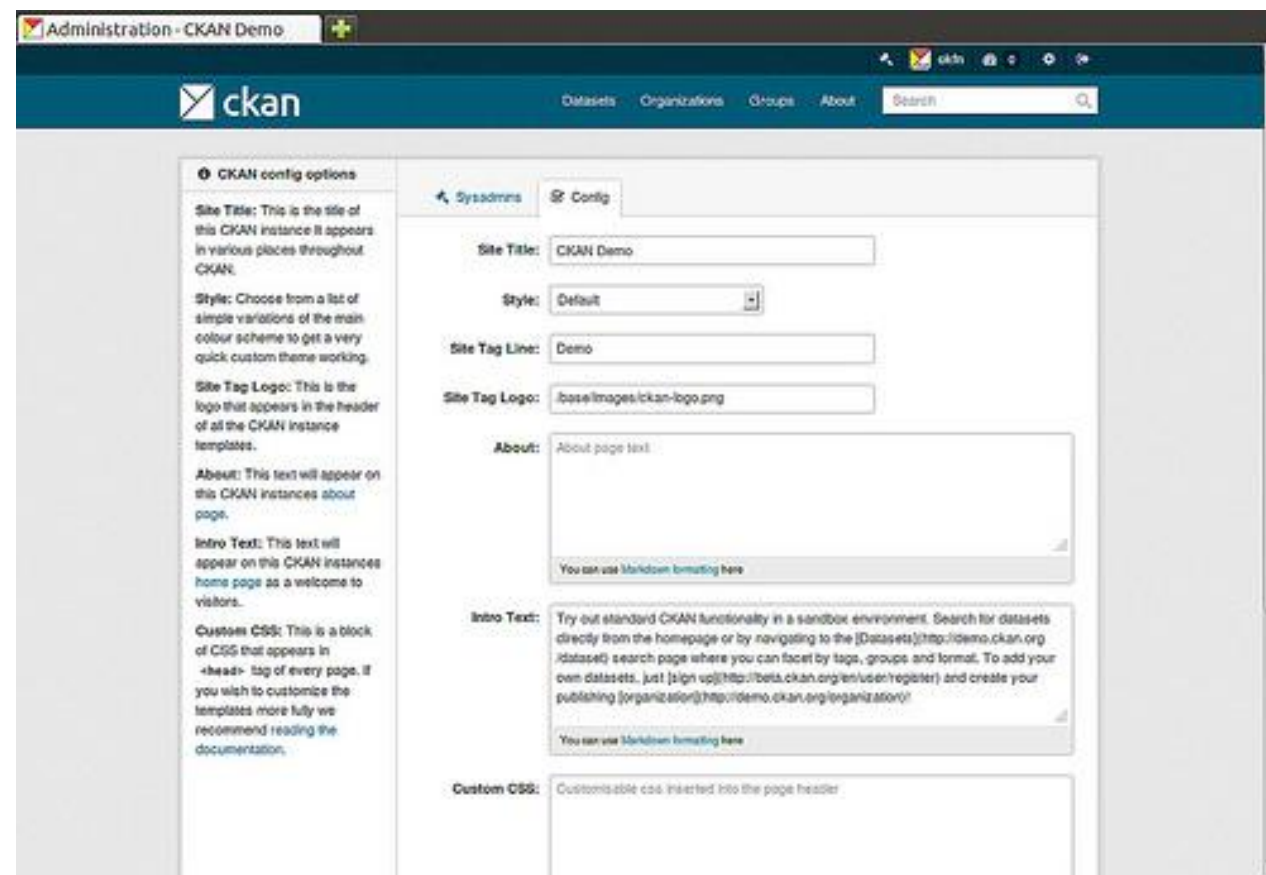 Administration - CKAN Demo
okfn 0
ckan
Datasets Organizations Groups About Search
CKAN config options
Site Title: This is the title of
this CKAN instance It appears
in various places throughout
CKAN.
Style: Choose from a list of
simple variations of the main
colour scheme to get a very
quick custom theme working.
Site Tag Logo: This is the
logo that appears in the header
of all the CKAN instance
templates.
About: This text will appear on
this CKAN instances about
page.
Intro Text: This text will
appear on this CKAN instances
home page as a welcome to
visitors.
Custom CSS: This is a block
of CSS that appears in
<head> tag of every page. If
you wish to customize the
templates more fully we
recommend reading the
documentation.
Sysadmins Config
Site Title: CKAN Demo
Style: Default
Site Tag Line: Demo
Site Tag Logo: /base/images/ckan-logo.png
About: About page text
You can use Markdown formatting here
Intro Text: Try out standard CKAN functionality in a sandbox environment. Search for datasets
directly from the homepage or by navigating to the [Datasets](http://demo.ckan.org
/dataset) search page where you can facet by tags, groups and format. To add your
own datasets, just [sign up](http://beta.ckan.org/en/user/register) and create your
publishing [organization](http://demo.ckan.org/organization)!
You can use Markdown formatting here
Custom CSS: Customisable css inserted into the page header